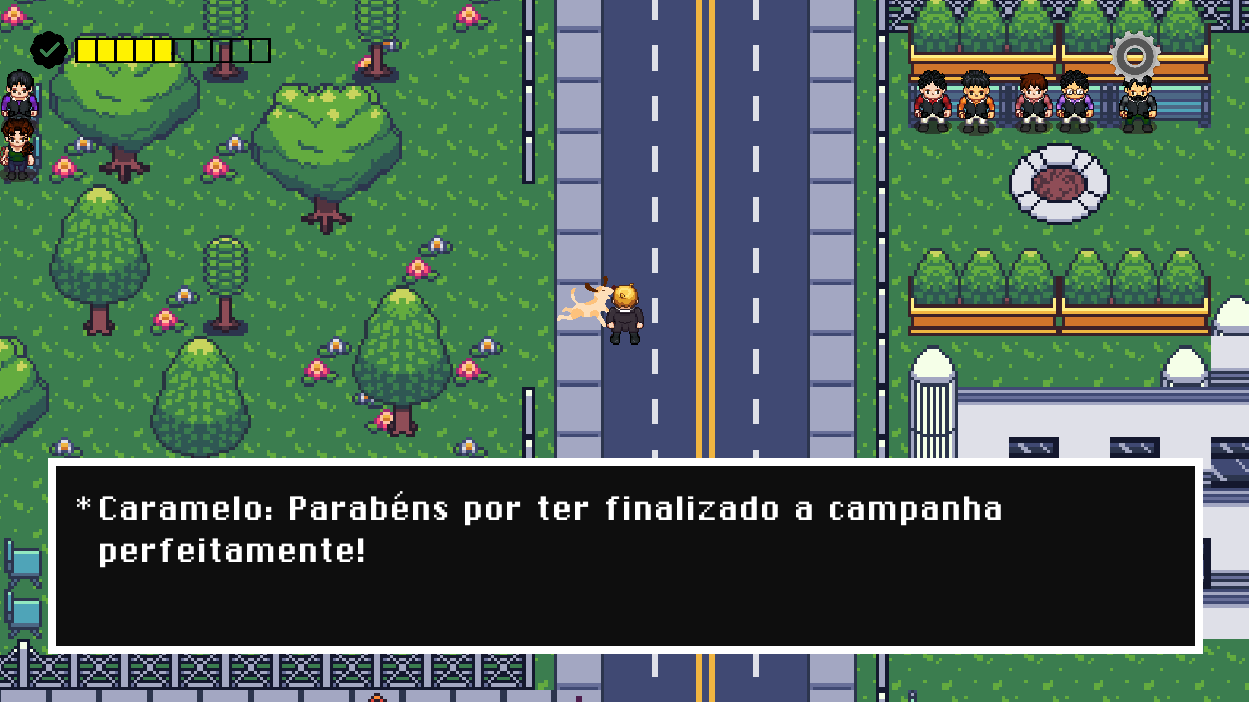 *Caramelo: Parabéns por ter finalizado a campanha
perfeitamente!